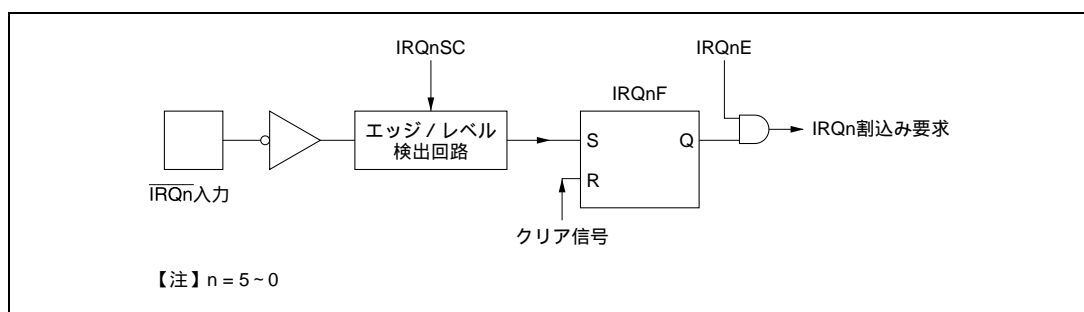 IRQnSC
IRQnE
IRQnF
エッジ / レベル
検出回路
S
Q
R
IRQn割込み要求
IRQn入力
クリア信号
【注】n = 5~0